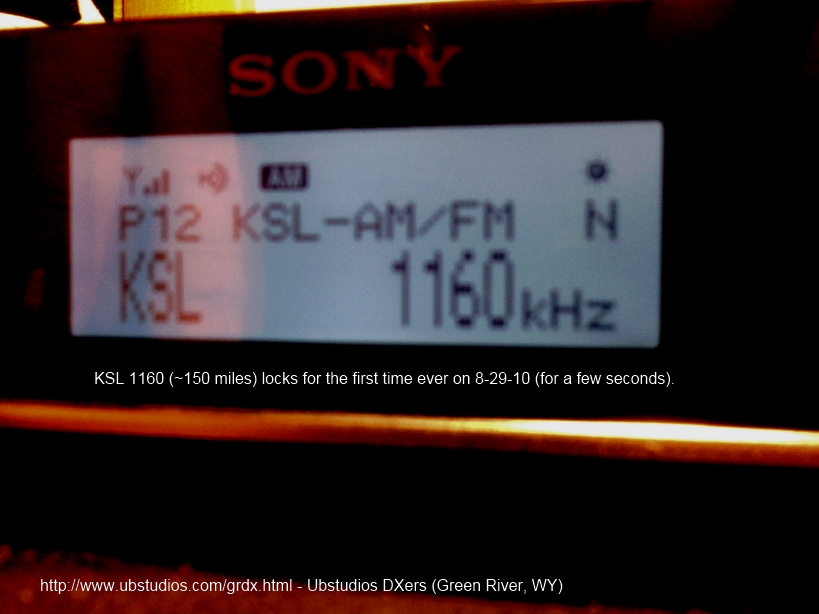 SONY
AM
P12 KSL-AM/FM N
KSL 1160kHz
KSL 1160 (~150 miles) locks for the first time ever on 8-29-10 (for a few seconds).
http://www.ubstudios.com/grdx.html - Ubstudios DXers (Green River, WY)